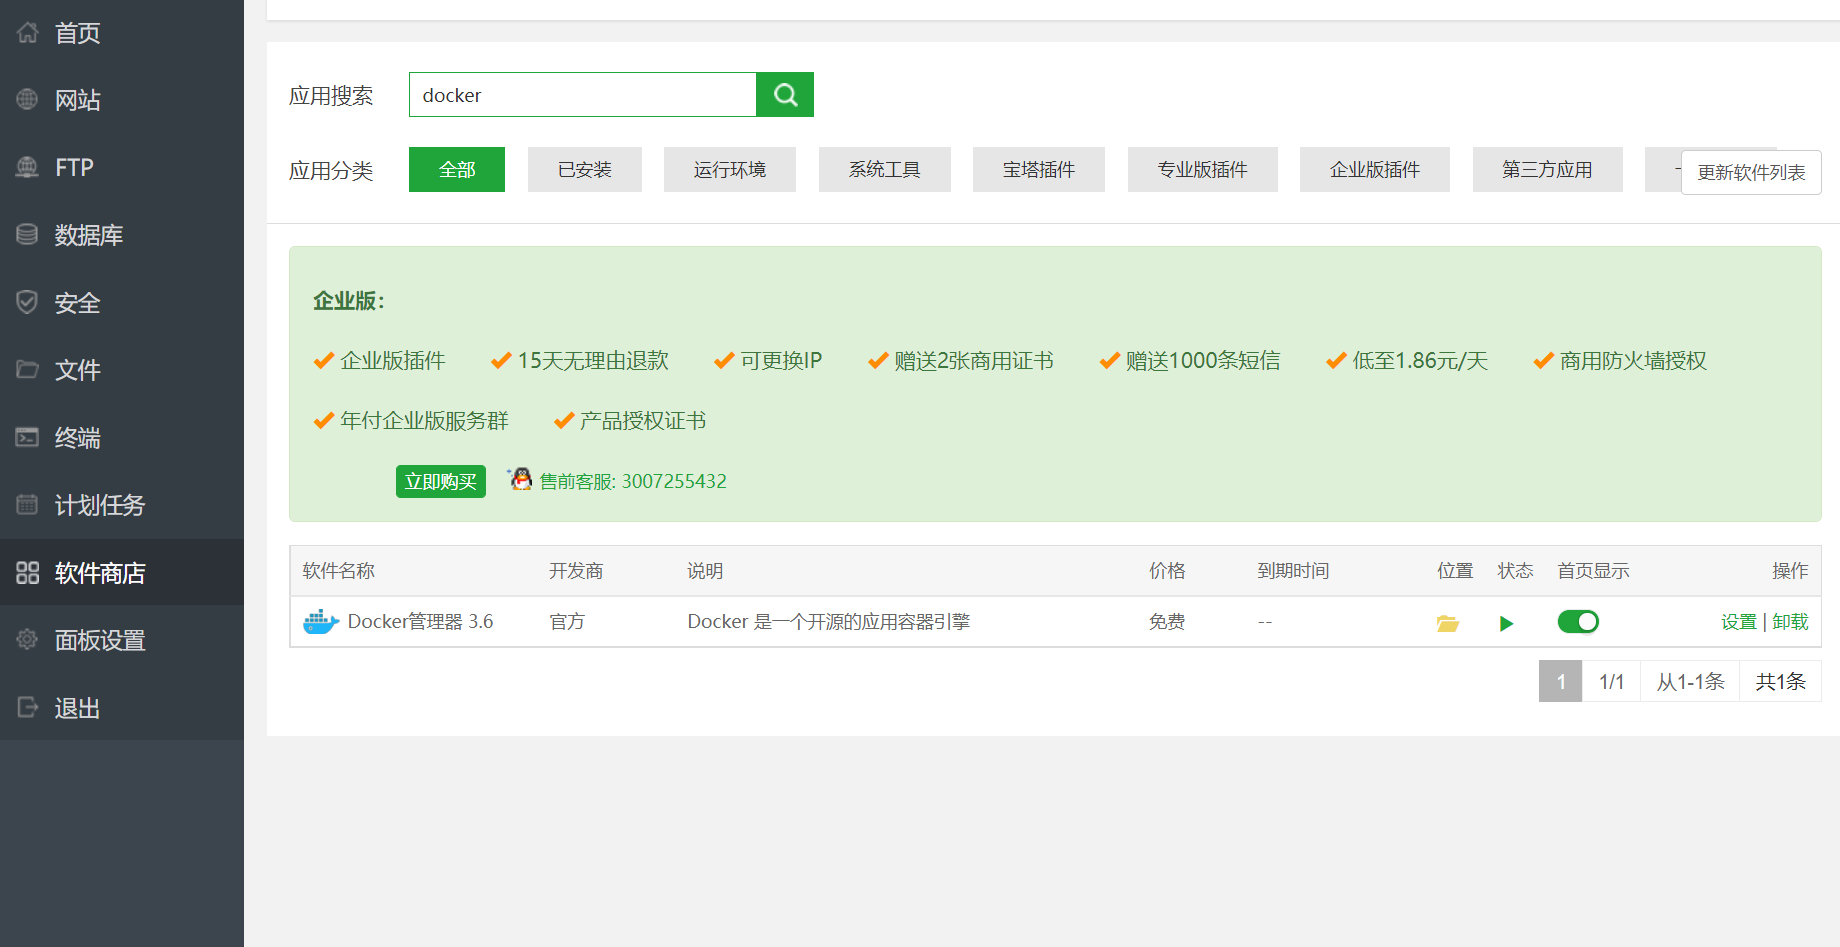 首页
网站
FTP
数据库
安全
文件
终端
计划任务
软件商店
面板设置
退出
应用搜索 docker
应用分类 全部 已安装 运行环境 系统工具 宝塔插件 专业版插件 企业版插件 第三方应用 更新软件列表
企业版：
企业版插件 15天无理由退款 可更换IP 赠送2张商用证书 赠送1000条短信 低至1.86元/天 商用防火墙授权
年付企业版服务群 产品授权证书
立即购买 售前客服: 3007255432
软件名称 开发商 说明 价格 到期时间 位置 状态 首页显示 操作
Docker管理器 3.6 官方 Docker 是一个开源的应用容器引擎 免费 -- 设置 | 卸载
1 1/1 从1-1条 共1条